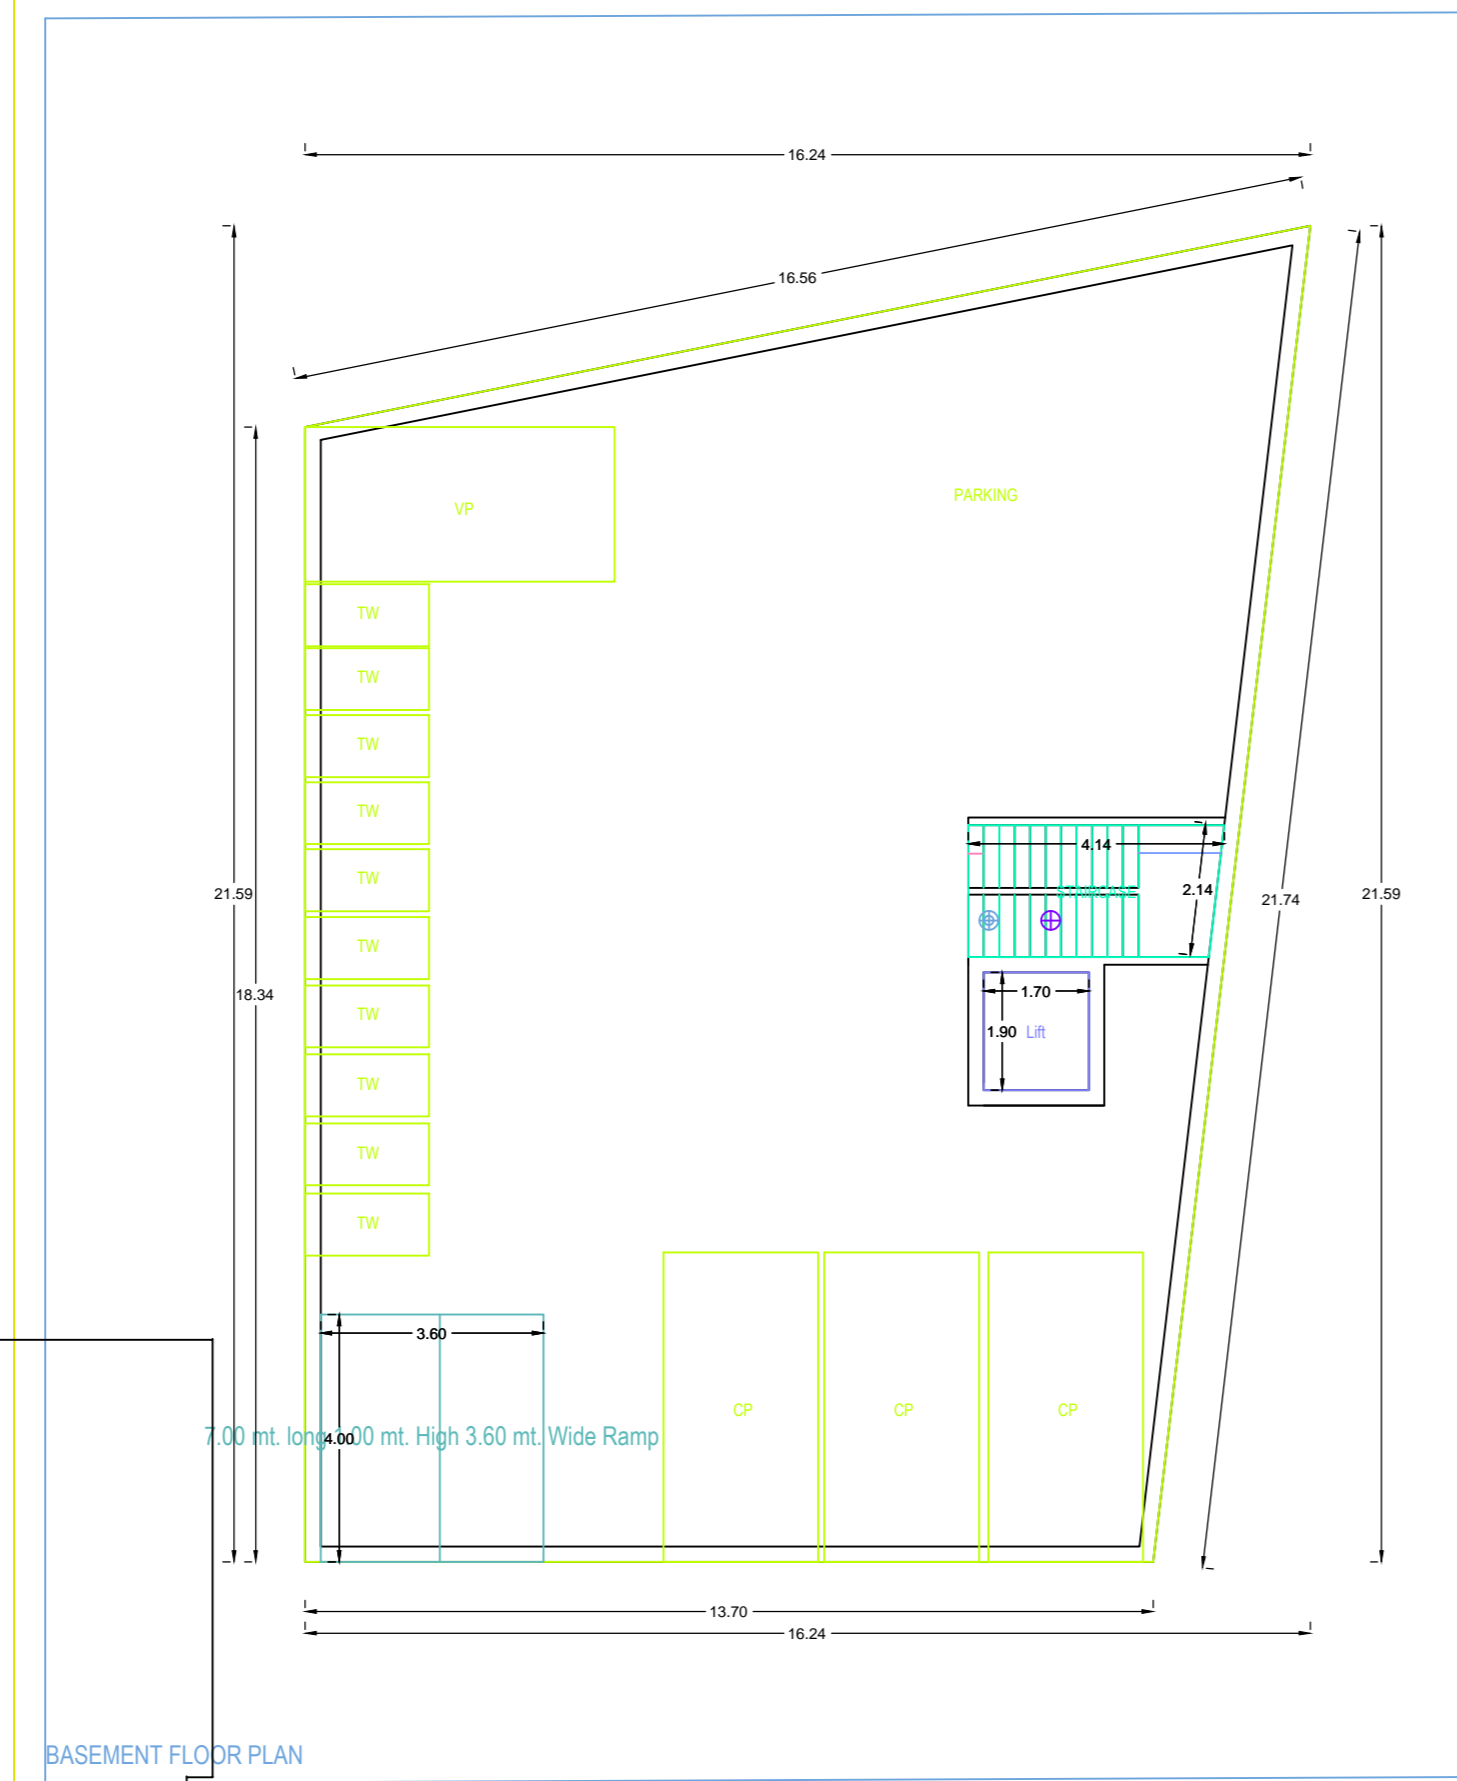 16.24
16.56
PARKING
VP
TW
TW
TW
TW
4.14
TW
2.14
STAIRCASE
21.59
21.74
21.59
TW
18.34
1.70
TW
1.90 Lift
TW
TW
TW
3.60
CP
CP
CP
7.00 mt. long 1.00 mt. High 3.60 mt. Wide Ramp
4.00
13.70
16.24
BASEMENT FLOOR PLAN